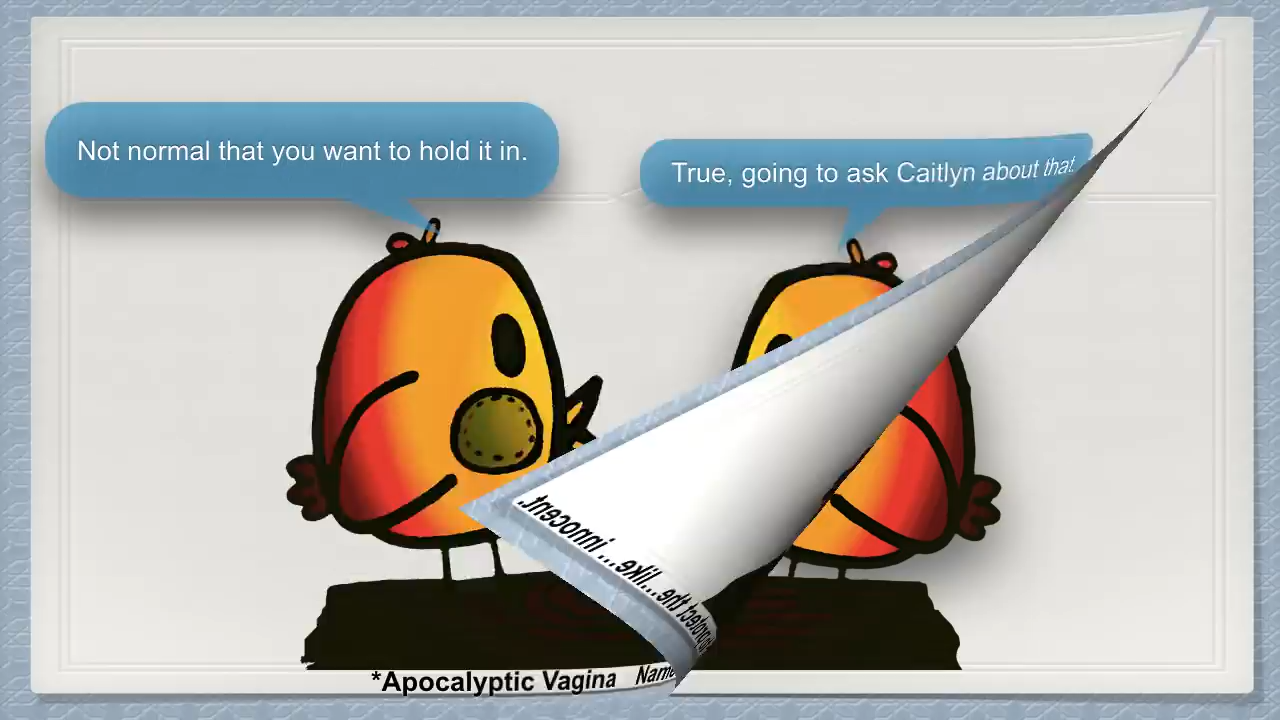 Not normal that you want to hold it in.
True, going to ask Caitlyn about that.
*Apocalyptic Vagina
protect the...like...innocent.